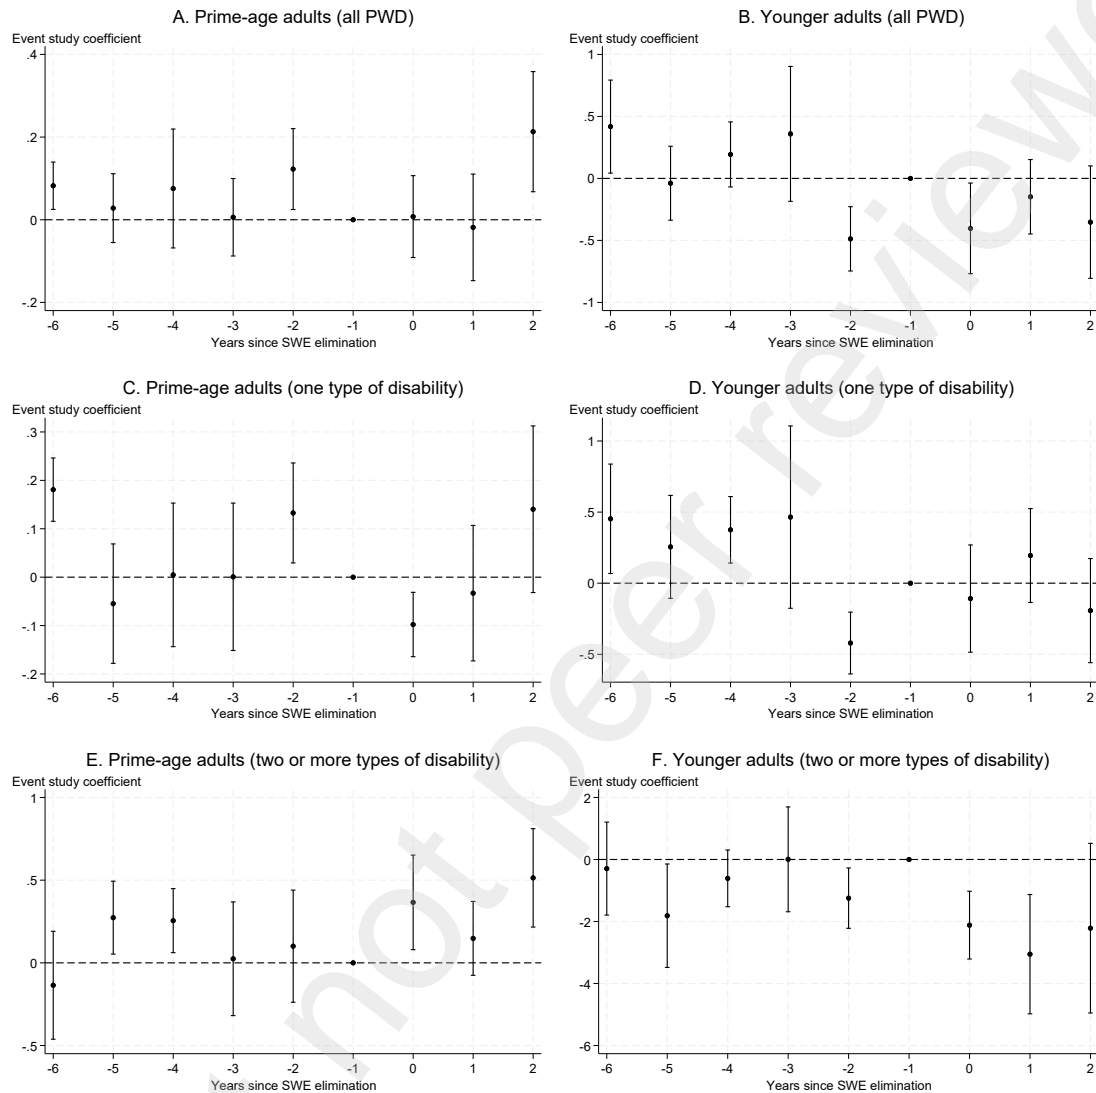 A. Prime-age adults (all PWD)
Event study coefficient
.4
.2
0
-.2
-6 -5 -4 -3 -2 -1 0 1 2
Years since SWE elimination
B. Younger adults (all PWD)
Event study coefficient
1
.5
0
-.5
-1
-6 -5 -4 -3 -2 -1 0 1 2
Years since SWE elimination
C. Prime-age adults (one type of disability)
Event study coefficient
.3
.2
.1
0
-.1
-.2
-6 -5 -4 -3 -2 -1 0 1 2
Years since SWE elimination
D. Younger adults (one type of disability)
Event study coefficient
1
.5
0
-.5
-6 -5 -4 -3 -2 -1 0 1 2
Years since SWE elimination
E. Prime-age adults (two or more types of disability)
Event study coefficient
1
.5
0
-.5
-6 -5 -4 -3 -2 -1 0 1 2
Years since SWE elimination
F. Younger adults (two or more types of disability)
Event study coefficient
2
0
-2
-4
-6
-6 -5 -4 -3 -2 -1 0 1 2
Years since SWE elimination
not peer reviewe